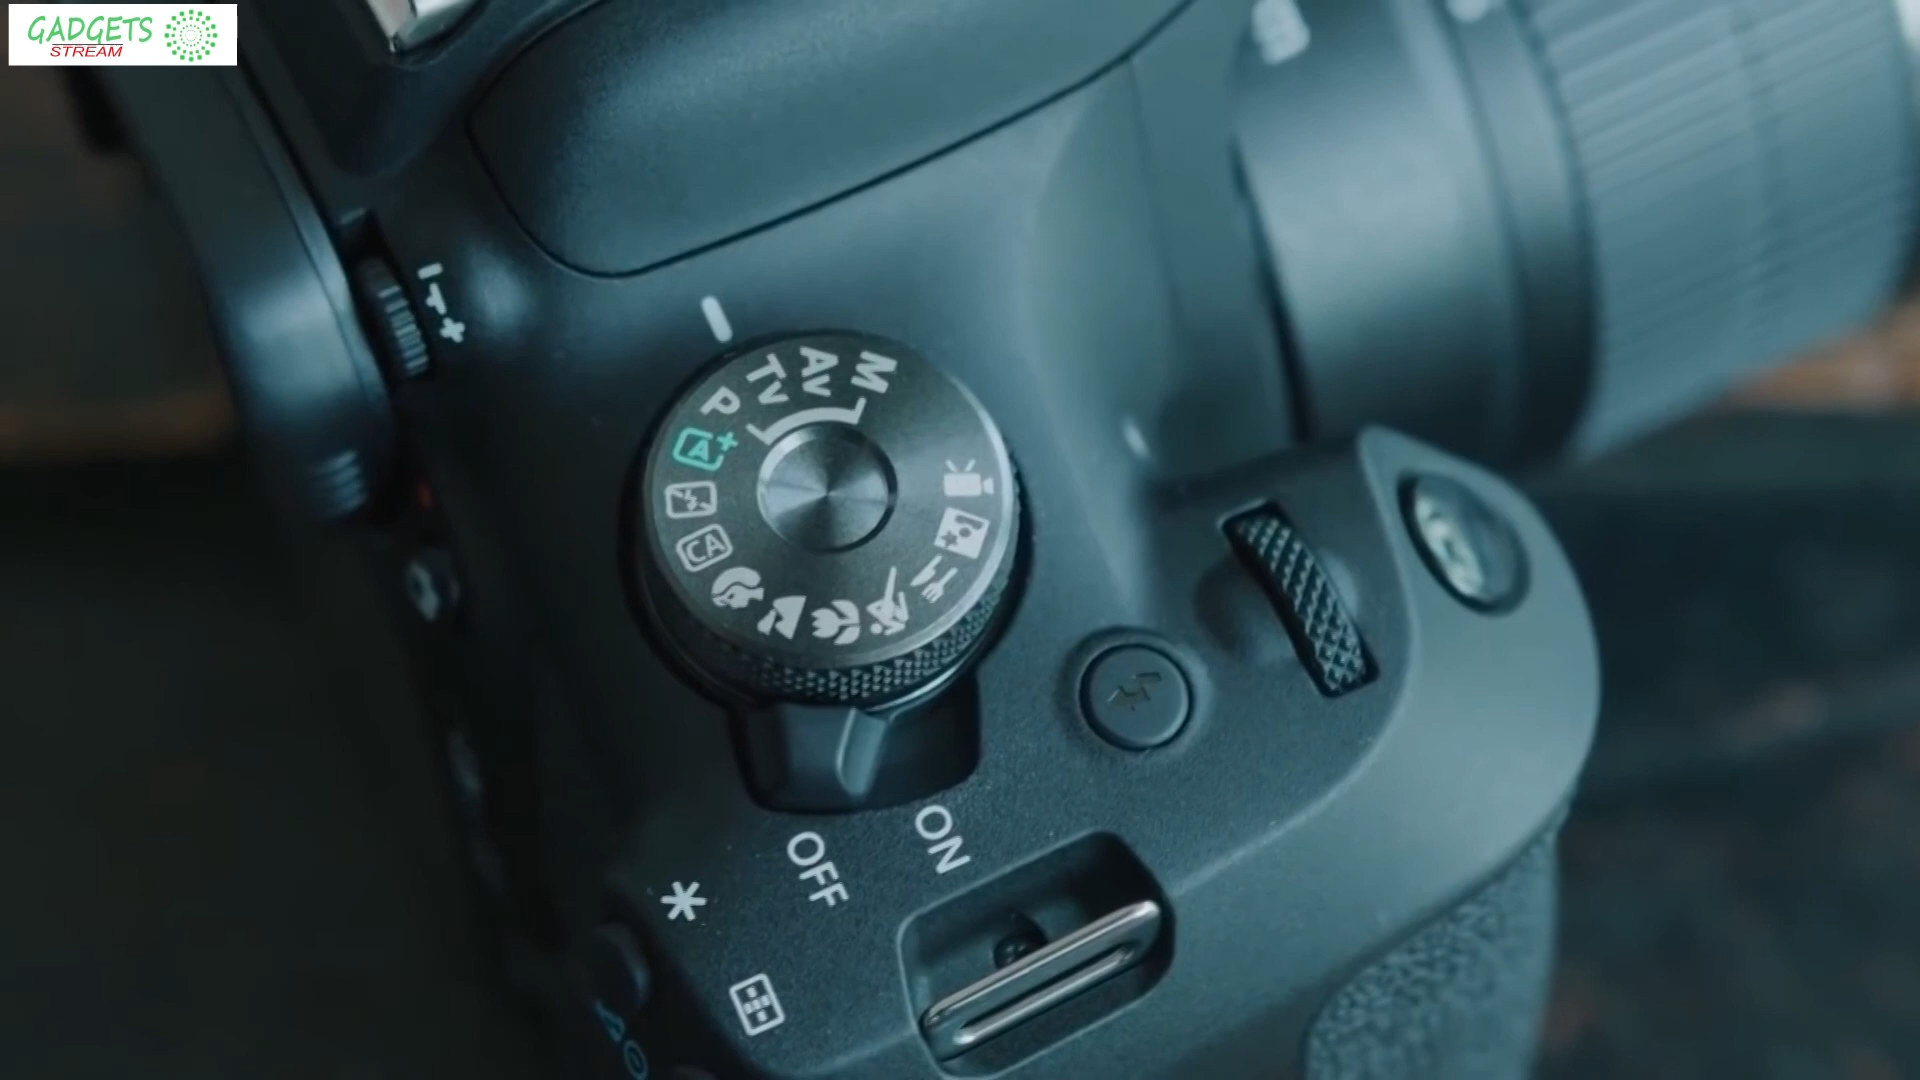 GADGETS
STREAM
M
Av
Tv
P
A+
CA
ON
OFF